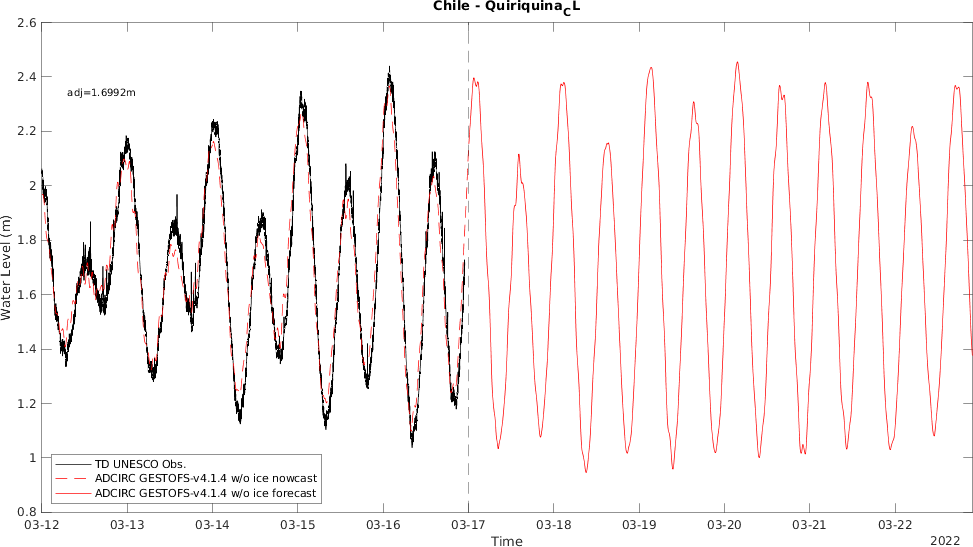 Chile - Quiriquina_CL
2.6
2.4
adj=1.6992m
2.2
2
1.8
Water Level (m)
1.6
1.4
1.2
1
TD UNESCO Obs.
ADCIRC GESTOFS-v4.1.4 w/o ice nowcast
ADCIRC GESTOFS-v4.1.4 w/o ice forecast
0.8
03-12 03-13 03-14 03-15 03-16 03-17 03-18 03-19 03-20 03-21 03-22
Time
2022